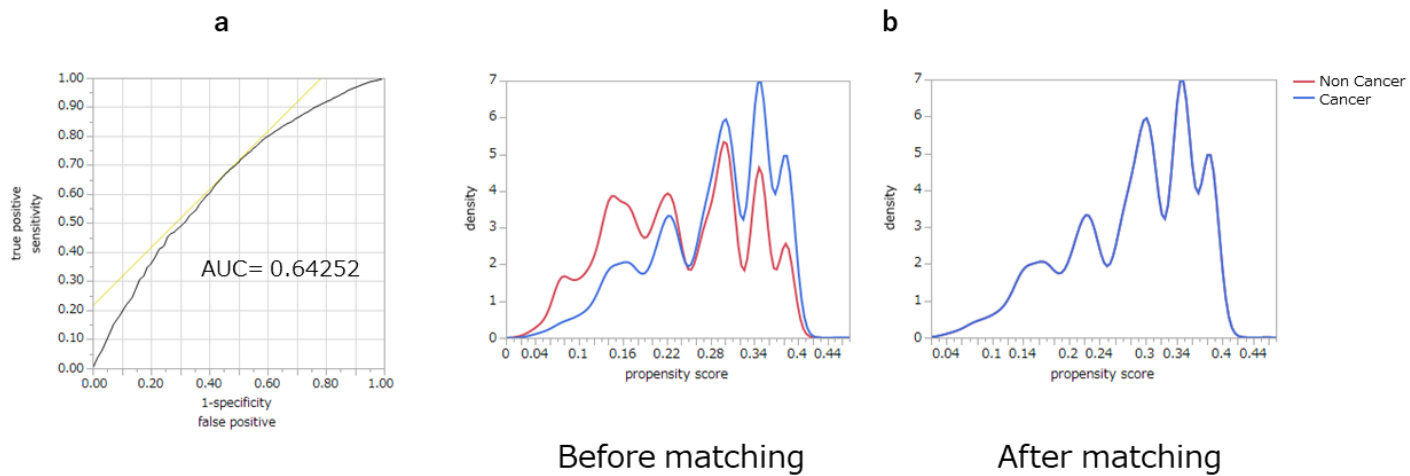 a
1.00
0.90
0.80
0.70
0.60
0.50
0.40
0.30
0.20
0.10
0.00
true positive
sensitivity
AUC= 0.64252
0.00 0.20 0.40 0.60 0.80 1.00
1-specificity
false positive
b
7
6
5
4
3
2
1
0
density
0 0.04 0.1 0.16 0.22 0.28 0.34 0.4 0.44
propensity score
Before matching
7
6
5
4
3
2
1
0
density
0.04 0.1 0.14 0.2 0.24 0.3 0.34 0.4 0.44
propensity score
After matching
Non Cancer
Cancer